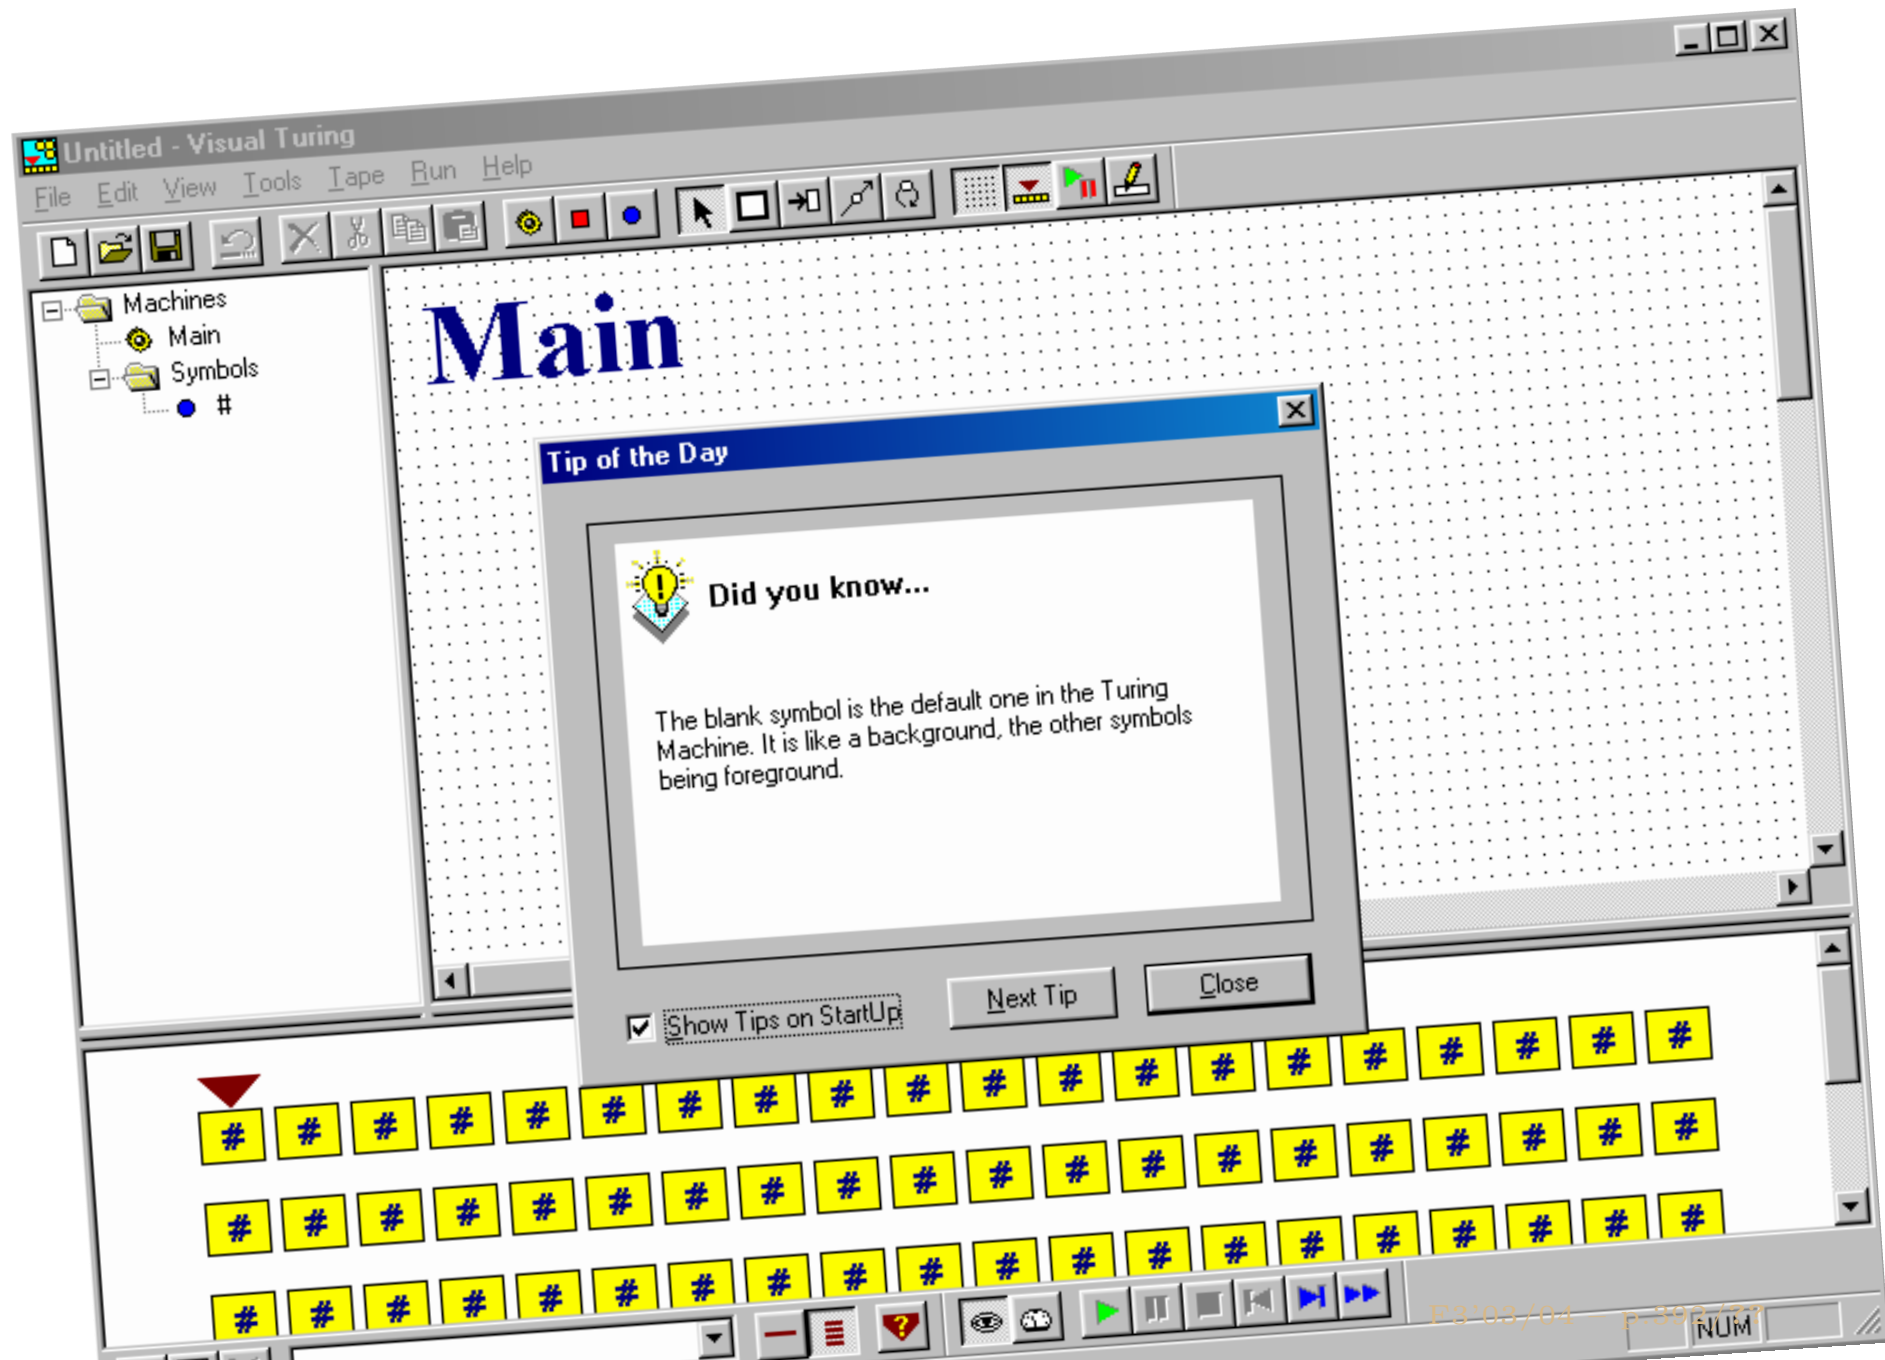 Untitled - Visual Turing
File Edit View Tools Tape Run Help
Machines
Main
Symbols
#
Main
Tip of the Day
Did you know...
The blank symbol is the default one in the Turing
Machine. It is like a background, the other symbols
being foreground.
Show Tips on StartUp
Next Tip
Close
# # # # # # # # # # # # # # # # # # # #
# # # # # # # # # # # # # # # # # # # #
# # # # # # # # # # # # # # # # # # # #
?
NUM